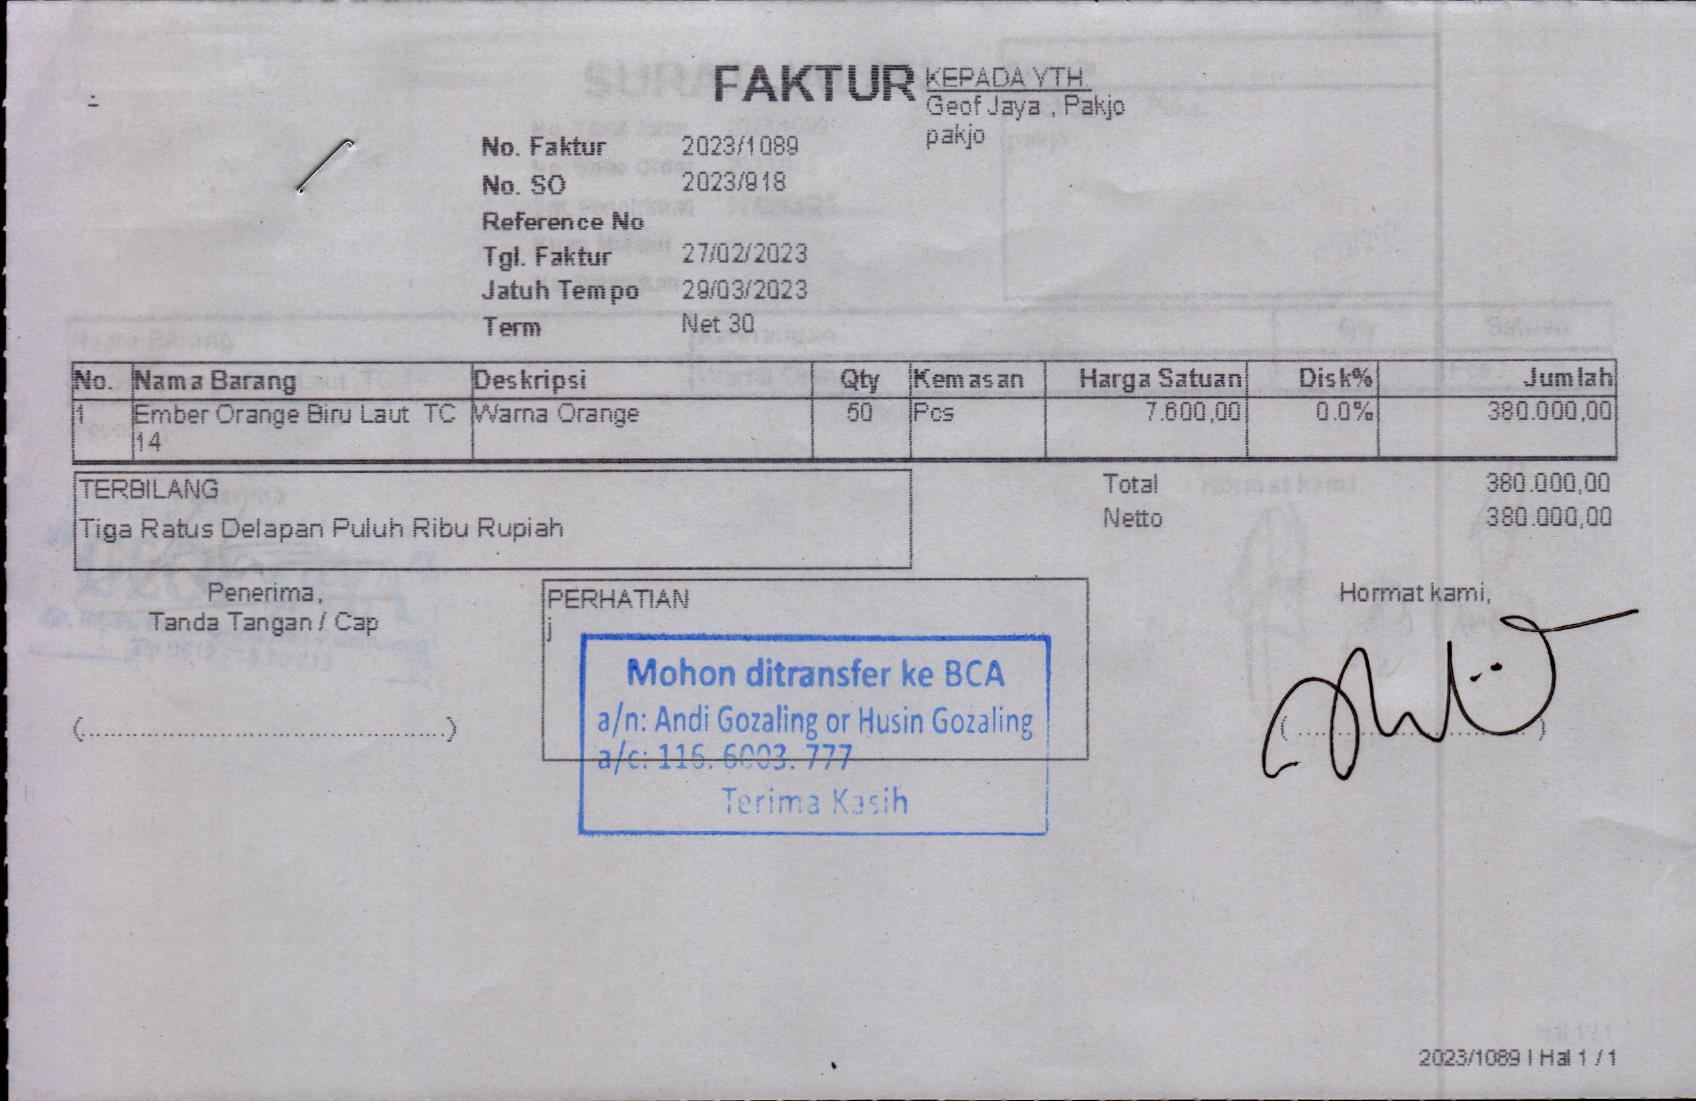 FAKTUR
KEPADA YTH.
Geof Jaya , Pakjo
pakjo
No. Faktur 2023/1089
No. SO 2023/918
Reference No
Tgl. Faktur 27/02/2023
Jatuh Tempo 29/03/2023
Term Net 30
No. Nama Barang Deskripsi Qty Kemasan Harga Satuan Disk% Jumlah
1 Ember Orange Biru Laut TC Warna Orange 50 Pcs 7.600,00 0.0% 380.000,00
14
TERBILANG
Tiga Ratus Delapan Puluh Ribu Rupiah
Total 380.000,00
Netto 380.000,00
Penerima,
Tanda Tangan / Cap
(.............................................)
PERHATIAN
j
Mohon ditransfer ke BCA
a/n: Andi Gozaling or Husin Gozaling
a/c: 116. 6003. 777
Terima Kasih
Hormat kami,
2023/1089 | Hal 1 / 1